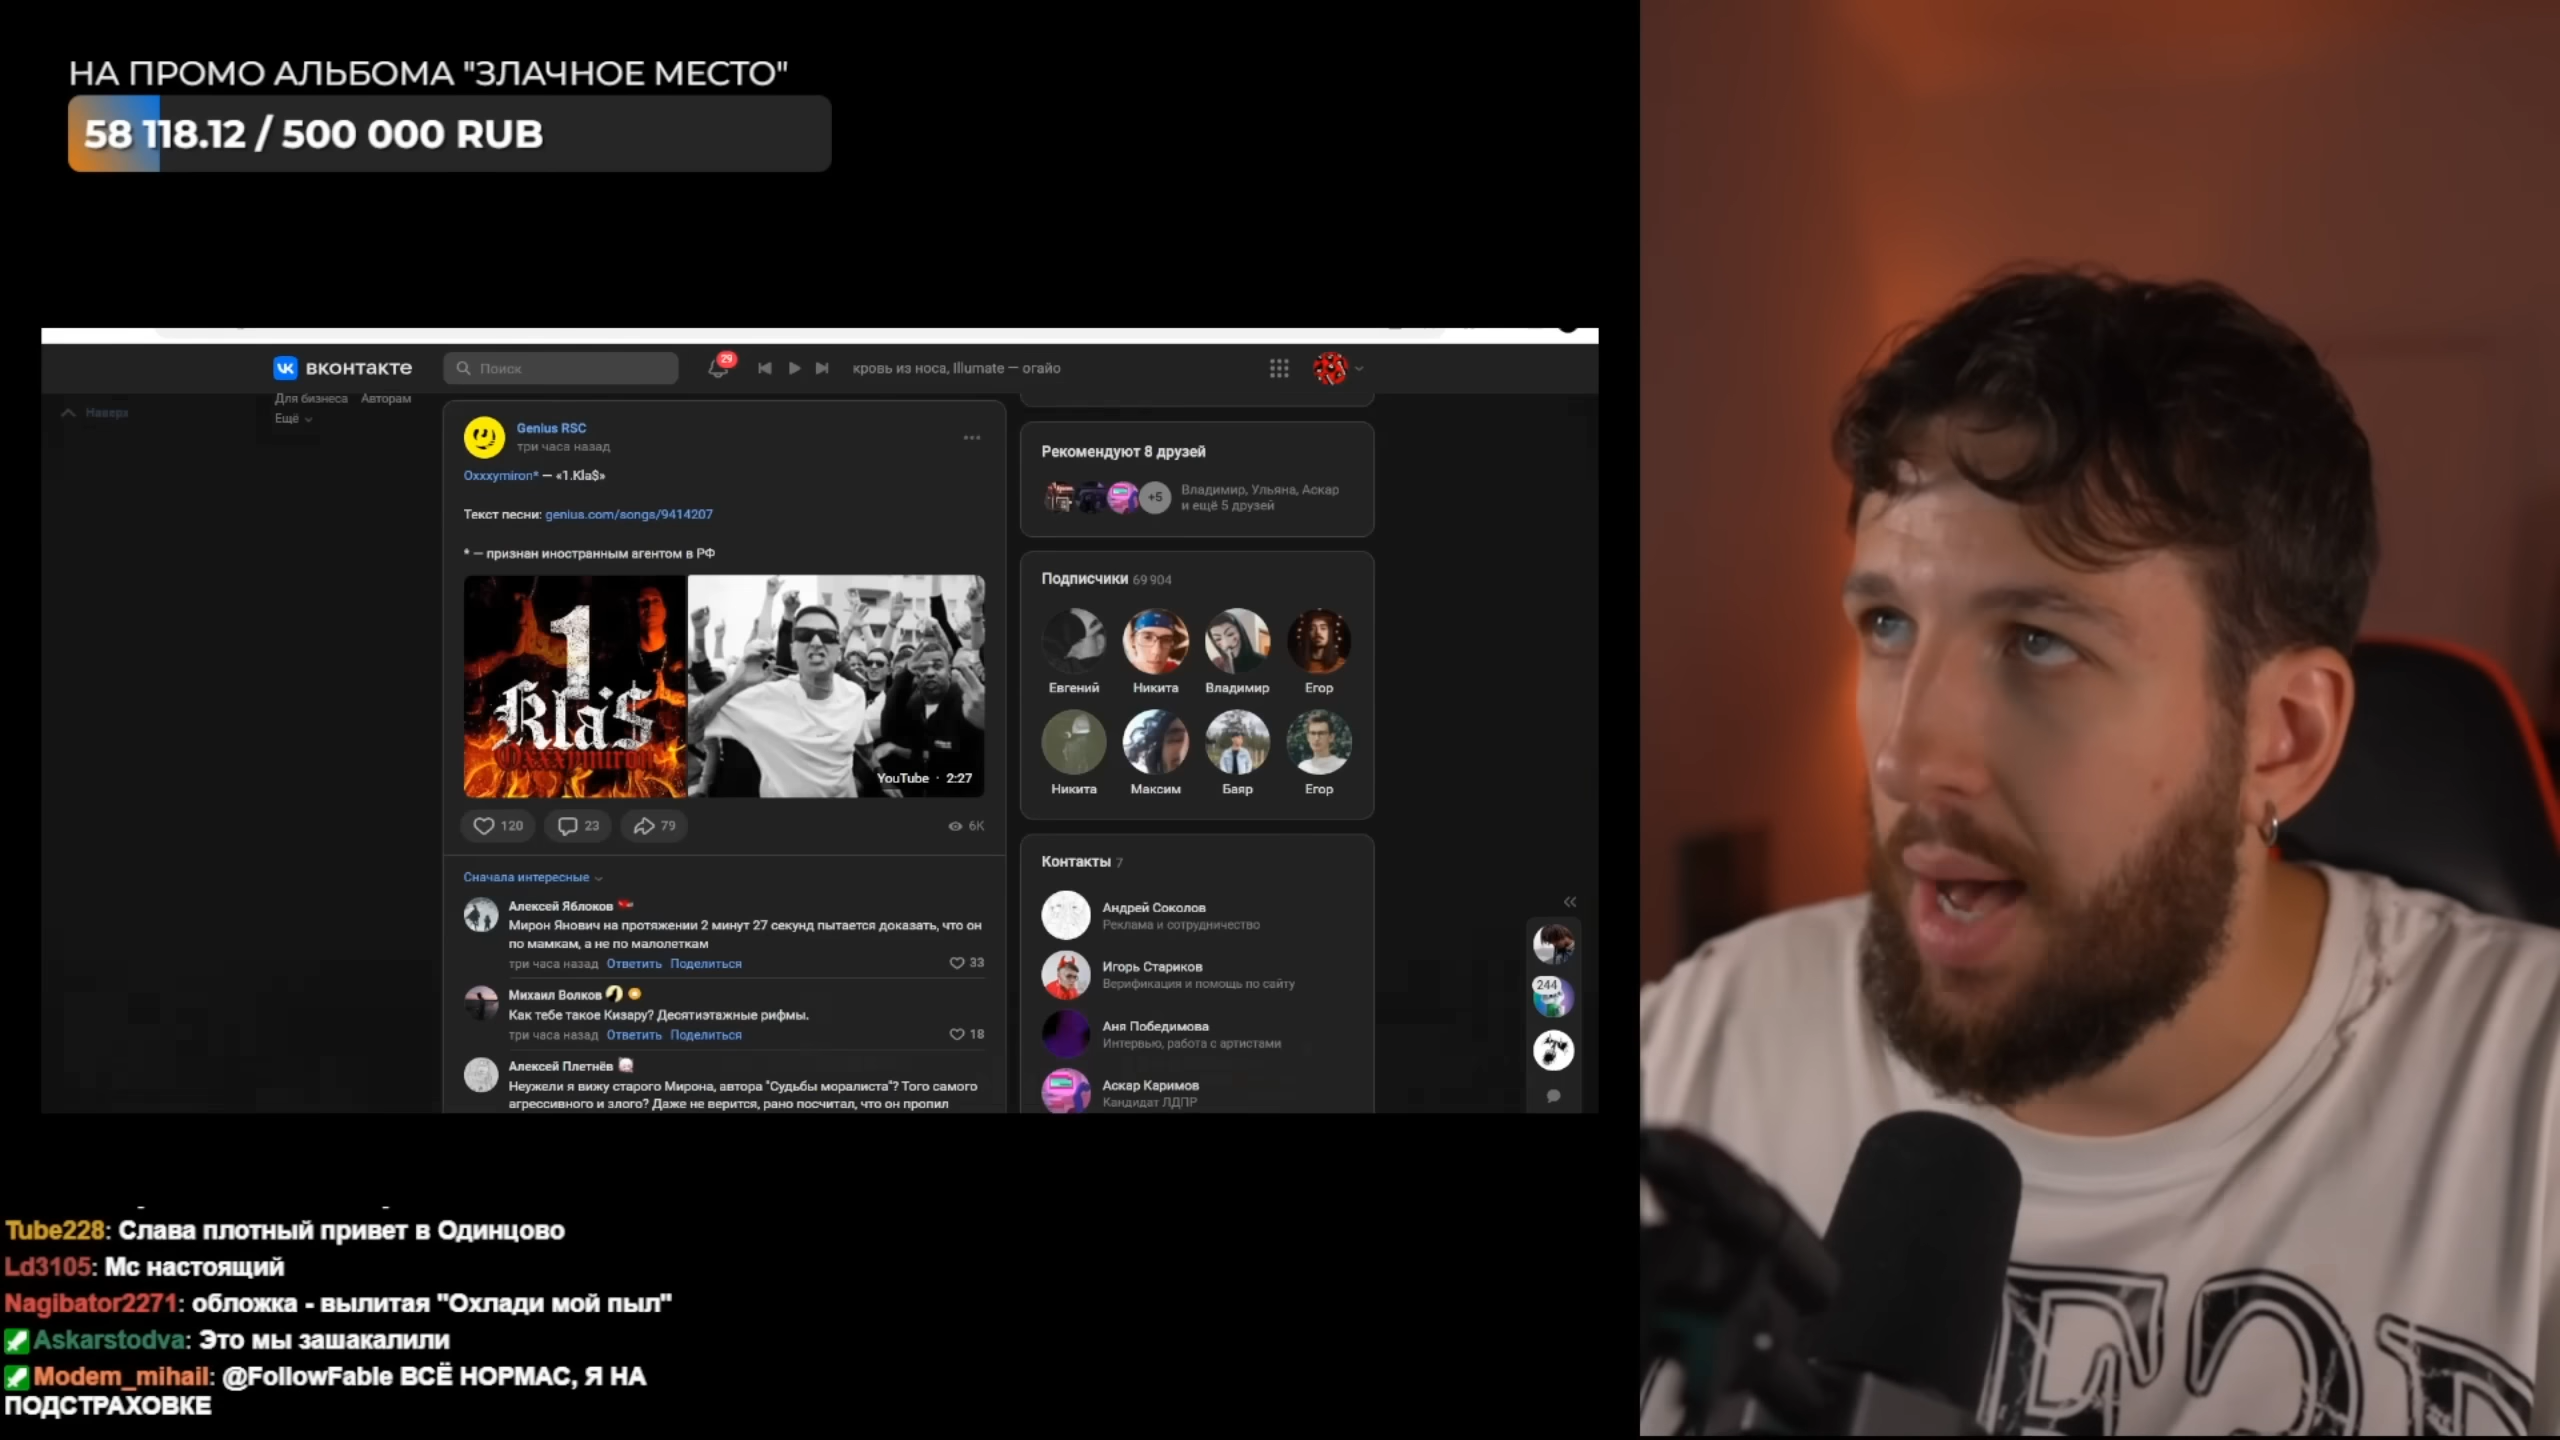 НА ПРОМО АЛЬБОМА "ЗЛАЧНОЕ МЕСТО"
58 118.12 / 500 000 RUB
ВКОНТАКТЕ
Поиск
29
кровь из носа, Illumate — огайо
Наверх
Для бизнеса Авторам
Ещё
Genius RSC
три часа назад
Oxxxymiron* — «1.Kla$»
Текст песни: genius.com/songs/9414207
* — признан иностранным агентом в РФ
1.
Kla$
Oxxxymiron
YouTube · 2:27
120
23
79
6K
Сначала интересные
Алексей Яблоков
Мирон Янович на протяжении 2 минут 27 секунд пытается доказать, что он
по мамкам, а не по малолеткам
три часа назад Ответить Поделиться
33
Михаил Волков
Как тебе такое Кизару? Десятиэтажные рифмы.
три часа назад Ответить Поделиться
18
Алексей Плетнёв
Неужели я вижу старого Мирона, автора "Судьбы моралиста"? Того самого
агрессивного и злого? Даже не верится, рано посчитал, что он пропил
Рекомендуют 8 друзей
+5
Владимир, Ульяна, Аскар
и ещё 5 друзей
Подписчики 69 904
Евгений
Никита
Владимир
Егор
Никита
Максим
Баяр
Егор
Контакты 7
Андрей Соколов
Реклама и сотрудничество
Игорь Стариков
Верификация и помощь по сайту
Аня Победимова
Интервью, работа с артистами
Аскар Каримов
Кандидат ЛДПР
244
Tube228: Слава плотный привет в Одинцово
Ld3105: Мс настоящий
Nagibator2271: обложка - вылитая "Охлади мой пыл"
Askarstodva: Это мы зашакалили
Modem_mihail: @FollowFable ВСЁ НОРМАС, Я НА
ПОДСТРАХОВКЕ